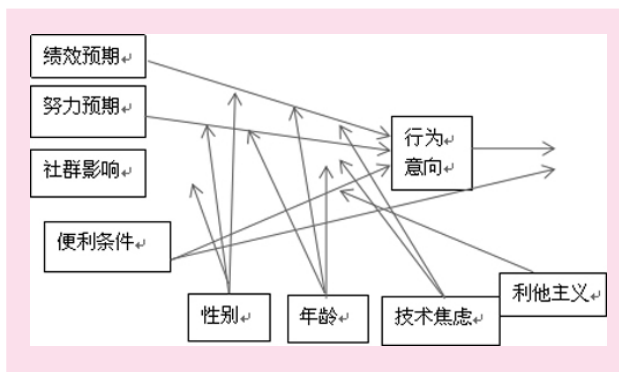 绩效预期
努力预期
社群影响
行为
意向
便利条件
性别
年龄
技术焦虑
利他主义